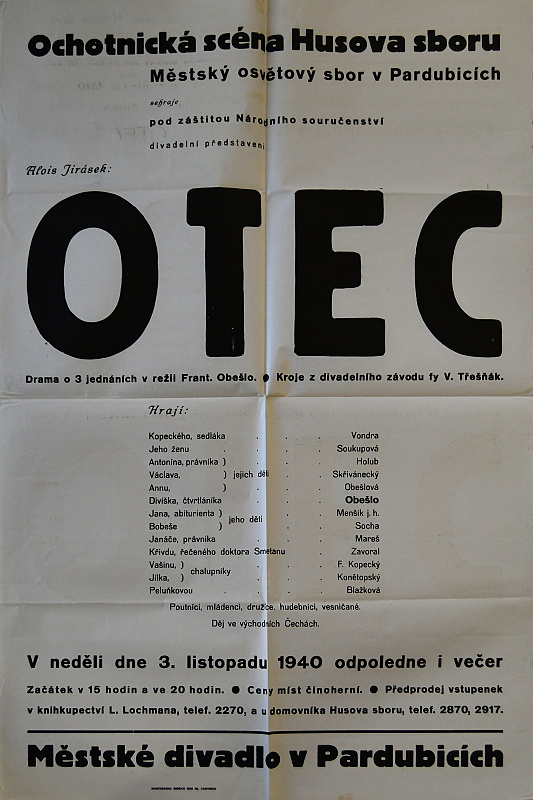 Ochotnická scéna Husova sboru
Městský osvětový sbor v Pardubicích
sehraje
pod záštitou Národního souručenství
divadelní představení
Alois Jirásek:
OTEC
Drama o 3 jednáních v režii Frant. Obešlo. ● Kroje z divadelního závodu fy V. Třešňák.
Hrají:
Kopeckého, sedláka . . . Vondra
Jeho ženu . . . Soukupová
Antonína, právníka ) . . Holub
Václava, ) jejich děti . . Skřivánecký
Annu, ) . . . Obešlová
Diviška, čtvrtláníka . . . Obešlo
Jana, abiturienta ) . . Menšík j. h.
Bobeše ) jeho děti . . Socha
Janáče, právníka . . . Mareš
Křivdu, řečeného doktora Smetanu . Zavoral
Vašinu, ) . . . F. Kopecký
Jílka, ) chalupníky . . . Konětopský
Peluňkovou . . . Blažková
Poutníci, mládenci, družice, hudebníci, vesničané.
Děj ve východních Čechách.
V neděli dne 3. listopadu 1940 odpoledne i večer
Začátek v 15 hodin a ve 20 hodin. ● Ceny míst činoherní. ● Předprodej vstupenek
v knihkupectví L. Lochmana, telef. 2270, a u domovníka Husova sboru, telef. 2870, 2917.
Městské divadlo v Pardubicích